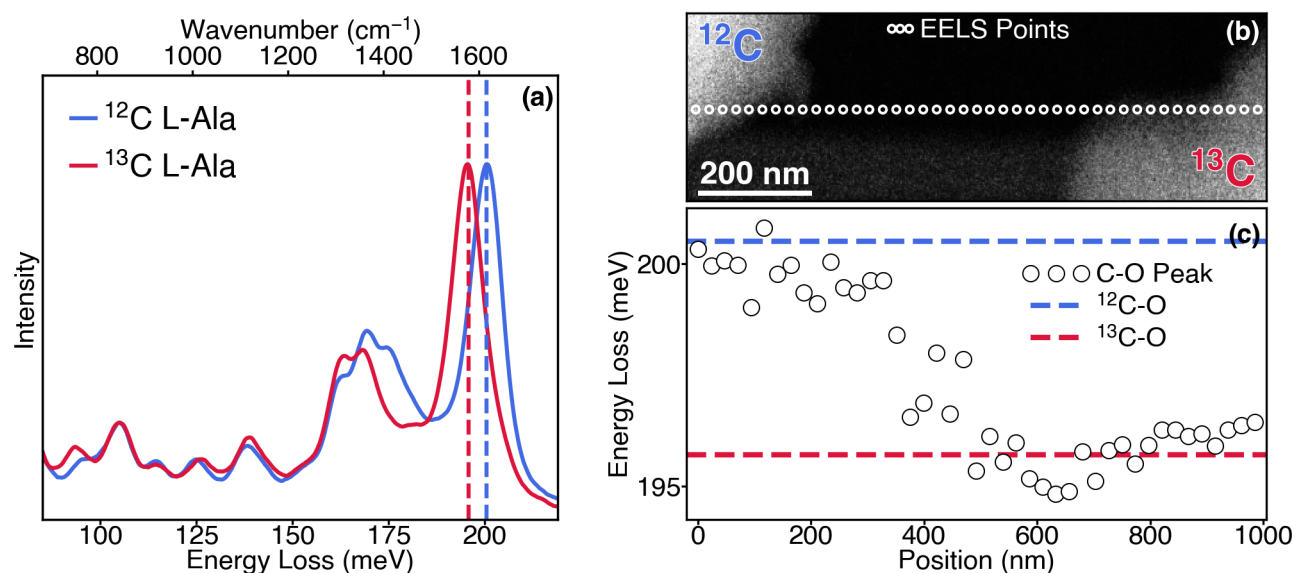 Wavenumber (cm⁻¹)
800 1000 1200 1400 1600
(a)
¹²C L-Ala
¹³C L-Ala
Intensity
100 125 150 175 200
Energy Loss (meV)
¹²C
EELS Points
(b)
200 nm
¹³C
(c)
200
195
Energy Loss (meV)
C-O Peak
¹²C-O
¹³C-O
0 200 400 600 800 1000
Position (nm)